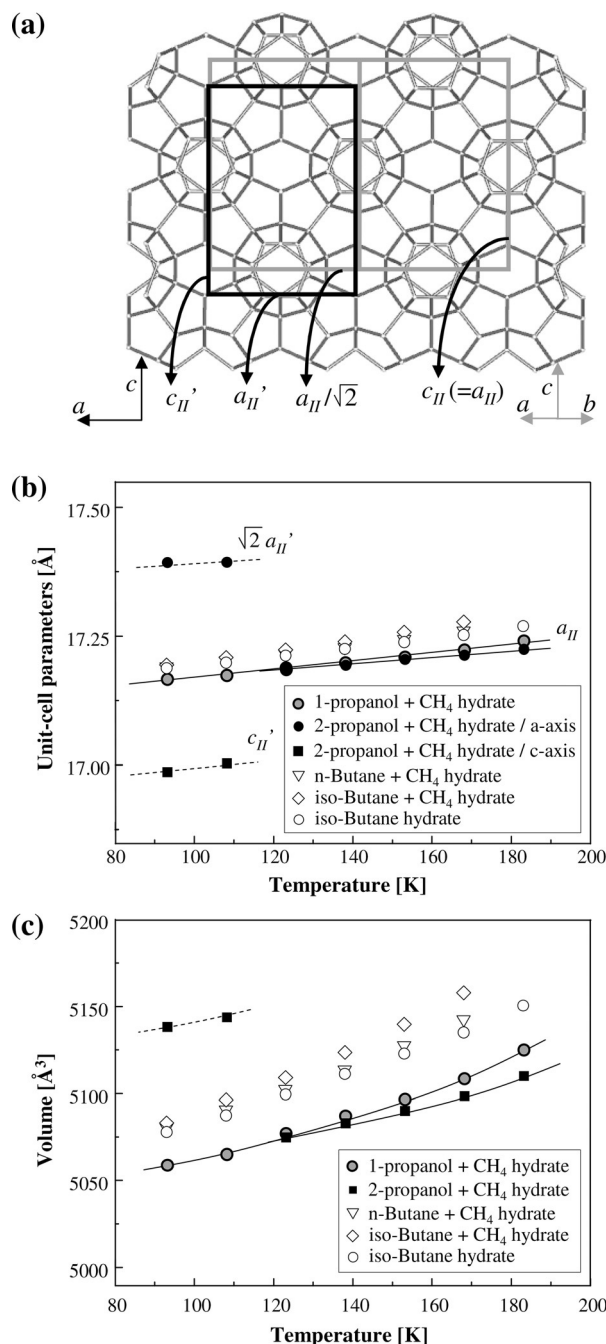 (a)
c
a
c_II'
a_II'
a_II/√2
c_II (=a_II)
c
a
b
(b)
17.50
17.25
17.00
Unit-cell parameters [Å]
√2 a_II'
a_II
c_II'
1-propanol + CH₄ hydrate
2-propanol + CH₄ hydrate / a-axis
2-propanol + CH₄ hydrate / c-axis
n-Butane + CH₄ hydrate
iso-Butane + CH₄ hydrate
iso-Butane hydrate
80 100 120 140 160 180 200
Temperature [K]
(c)
5200
5150
5100
5050
5000
Volume [Å³]
1-propanol + CH₄ hydrate
2-propanol + CH₄ hydrate
n-Butane + CH₄ hydrate
iso-Butane + CH₄ hydrate
iso-Butane hydrate
80 100 120 140 160 180 200
Temperature [K]